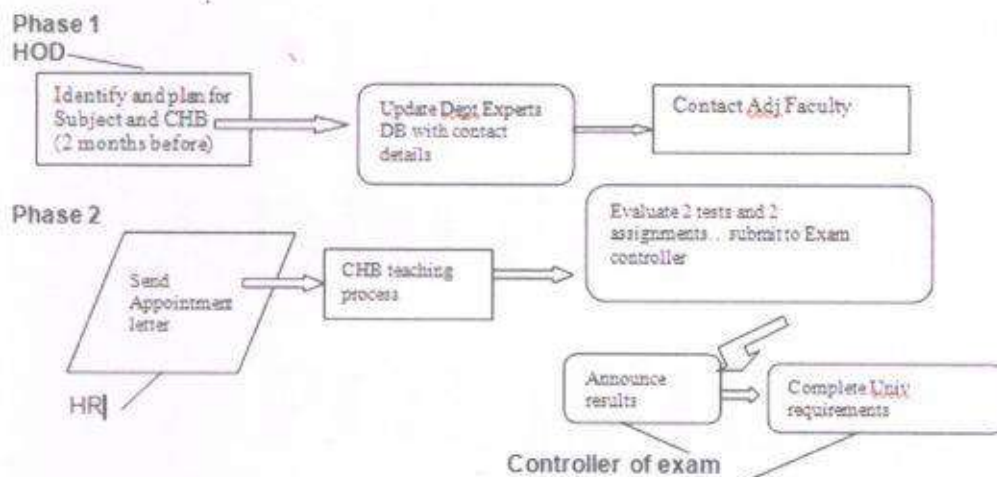 Phase 1
HOD
Identify and plan for
Subject and CHB
(2 months before)
Update Dept Experts
DB with contact
details
Contact Adj Faculty
Phase 2
Send
Appointment
letter
HR
CHB teaching
process
Evaluate 2 tests and 2
assignments.. submit to Exam
controller
Announce
results
Complete Univ
requirements
Controller of exam